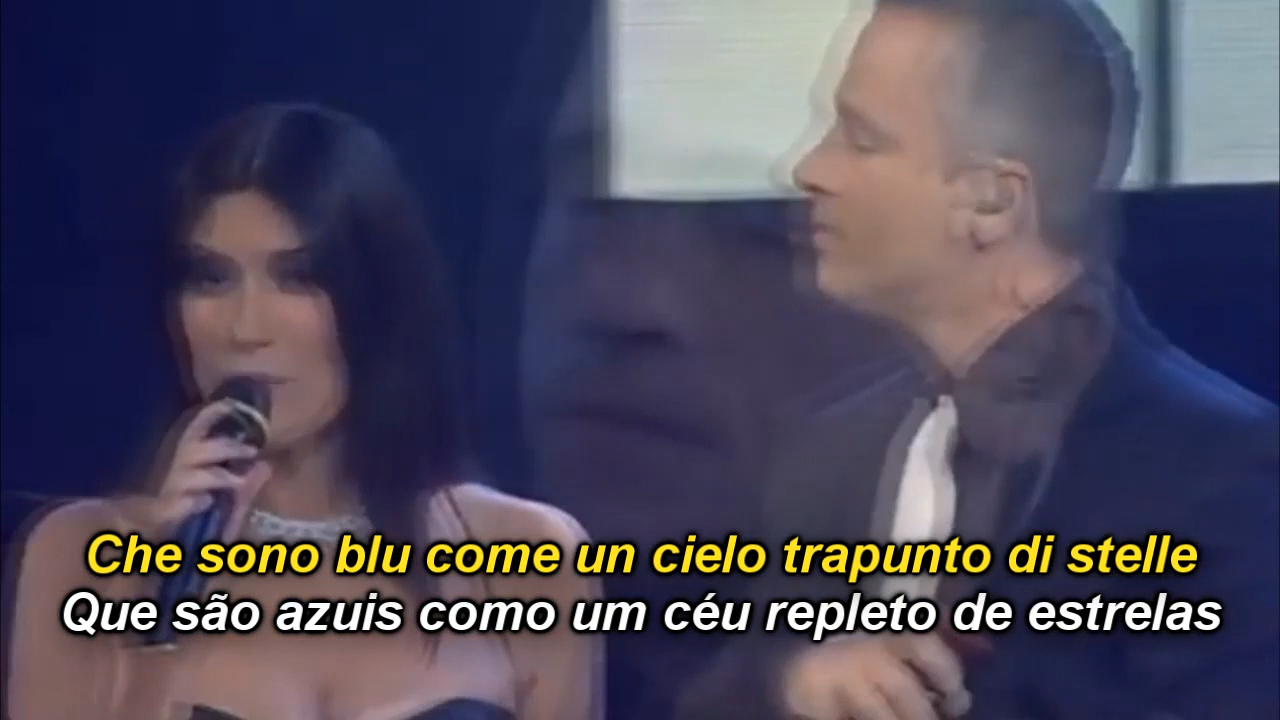 Che sono blu come un cielo trapunto di stelle
Que são azuis como um céu repleto de estrelas